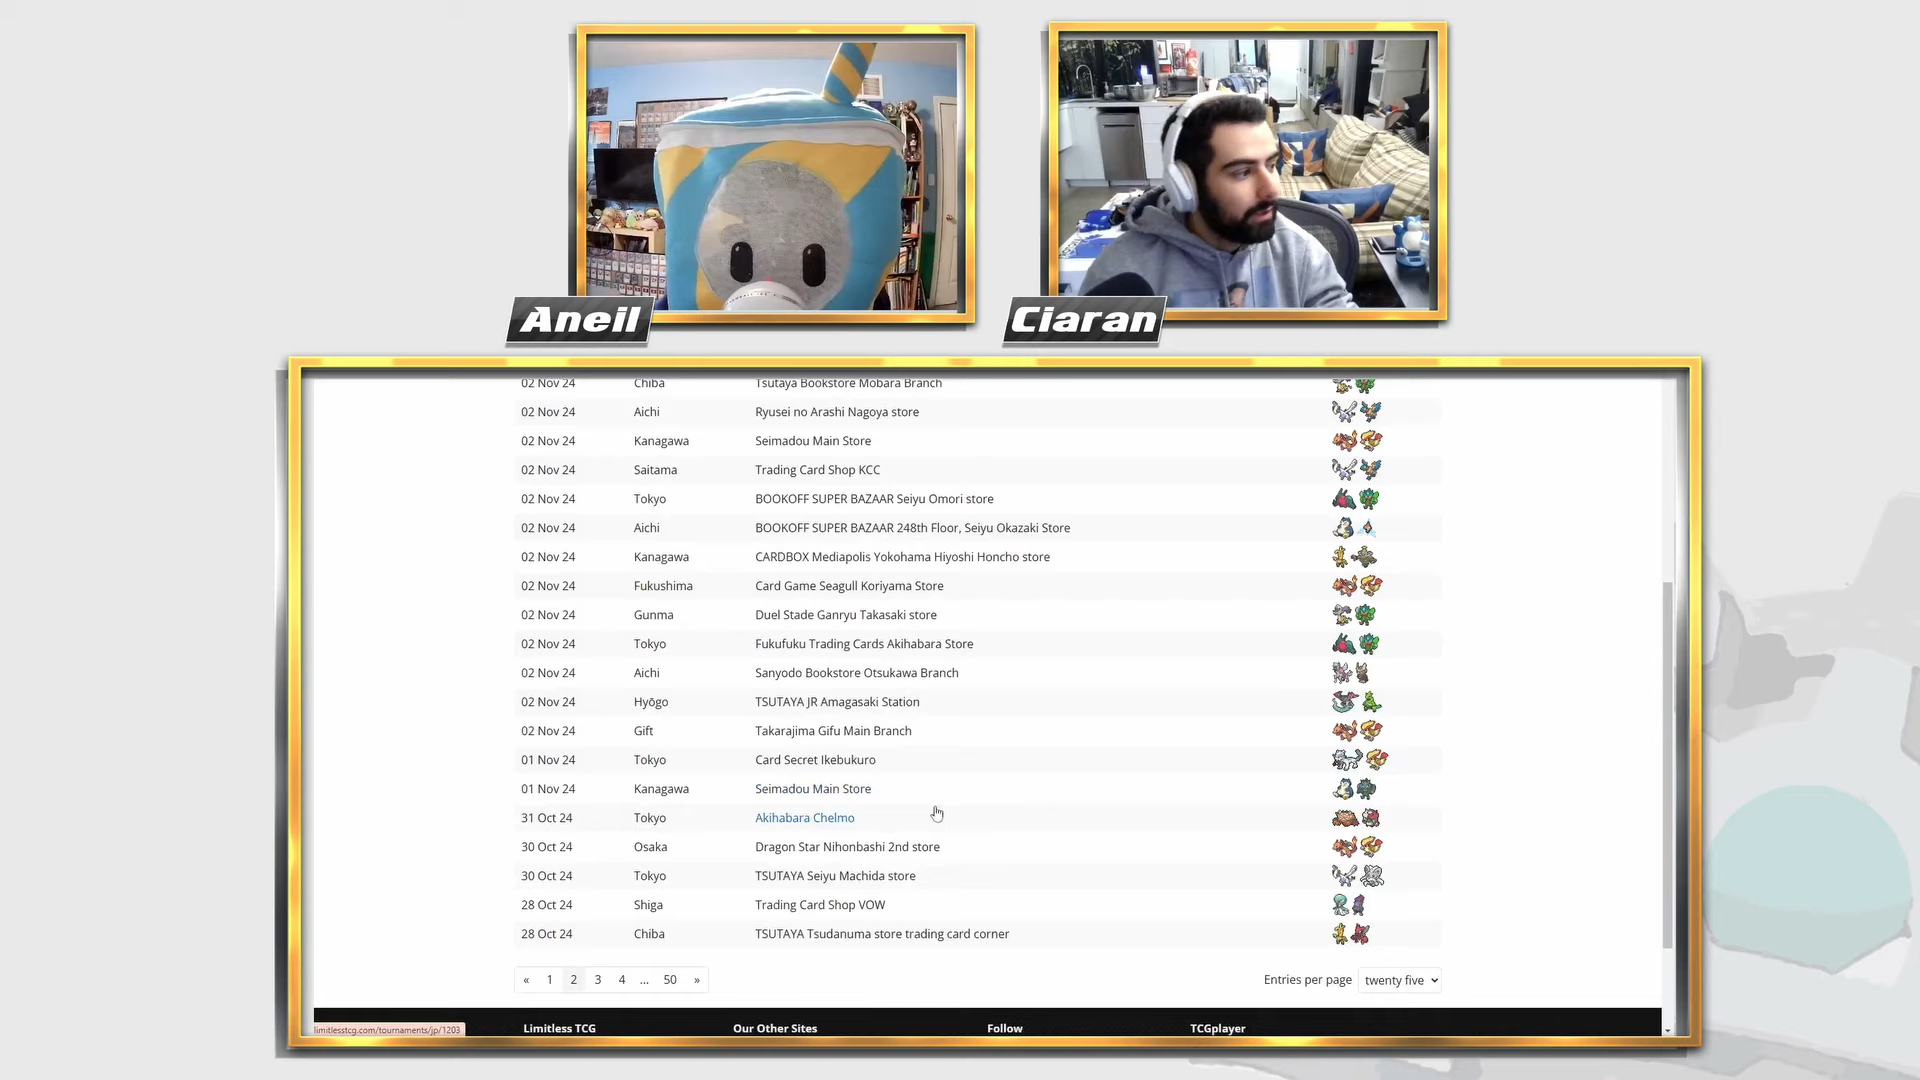 Aneil
Ciaran
02 Nov 24 Chiba Tsutaya Bookstore Mobara Branch
02 Nov 24 Aichi Ryusei no Arashi Nagoya store
02 Nov 24 Kanagawa Seimadou Main Store
02 Nov 24 Saitama Trading Card Shop KCC
02 Nov 24 Tokyo BOOKOFF SUPER BAZAAR Seiyu Omori store
02 Nov 24 Aichi BOOKOFF SUPER BAZAAR 248th Floor, Seiyu Okazaki Store
02 Nov 24 Kanagawa CARDBOX Mediapolis Yokohama Hiyoshi Honcho store
02 Nov 24 Fukushima Card Game Seagull Koriyama Store
02 Nov 24 Gunma Duel Stade Ganryu Takasaki store
02 Nov 24 Tokyo Fukufuku Trading Cards Akihabara Store
02 Nov 24 Aichi Sanyodo Bookstore Otsukawa Branch
02 Nov 24 Hyōgo TSUTAYA JR Amagasaki Station
02 Nov 24 Gift Takarajima Gifu Main Branch
01 Nov 24 Tokyo Card Secret Ikebukuro
01 Nov 24 Kanagawa Seimadou Main Store
31 Oct 24 Tokyo Akihabara Chelmo
30 Oct 24 Osaka Dragon Star Nihonbashi 2nd store
30 Oct 24 Tokyo TSUTAYA Seiyu Machida store
28 Oct 24 Shiga Trading Card Shop VOW
28 Oct 24 Chiba TSUTAYA Tsudanuma store trading card corner
« 1 2 3 4 ... 50 » Entries per page twenty five
limitlesstcg.com/tournaments/jp/1203 Limitless TCG Our Other Sites Follow TCGplayer